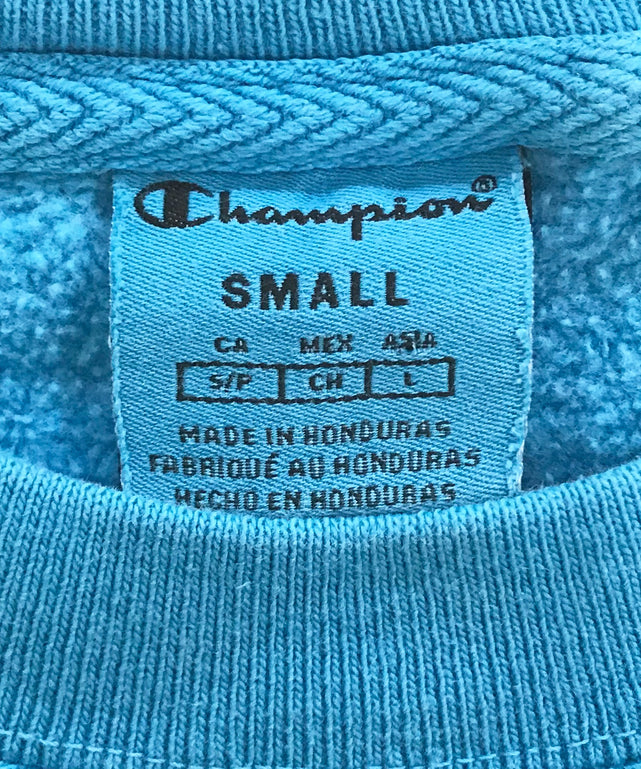 Champion®
SMALL
CA MEX ASIA
S/P CH L
MADE IN HONDURAS
FABRIQUÉ AU HONDURAS
HECHO EN HONDURAS